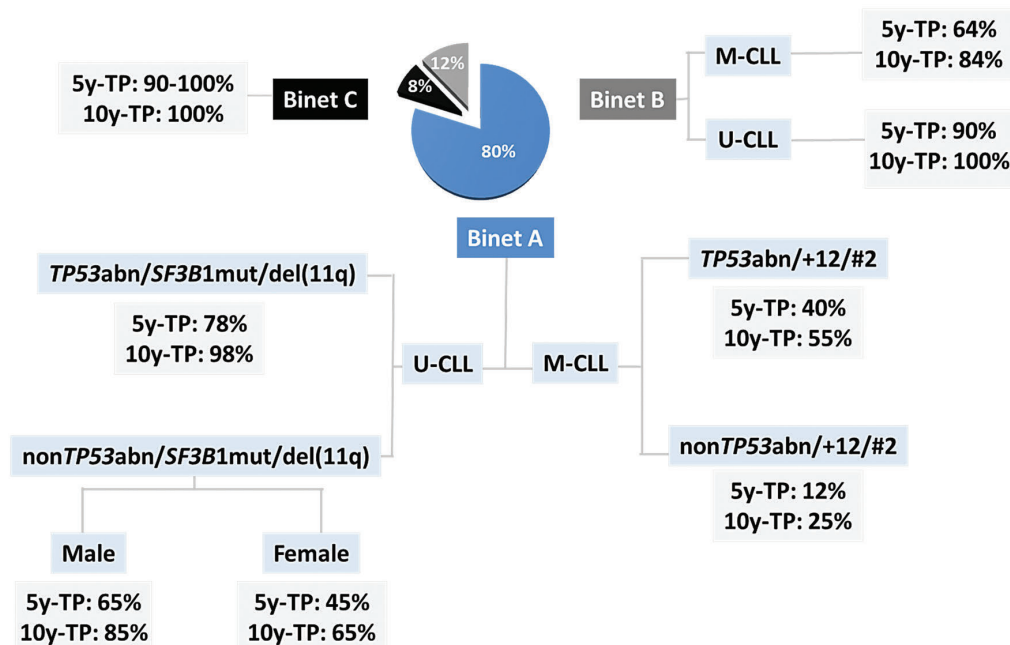 5y-TP: 90-100%
10y-TP: 100%
Binet C
12%
8%
80%
Binet B
M-CLL
5y-TP: 64%
10y-TP: 84%
U-CLL
5y-TP: 90%
10y-TP: 100%
Binet A
TP53abn/SF3B1mut/del(11q)
5y-TP: 78%
10y-TP: 98%
U-CLL
M-CLL
TP53abn/+12/#2
5y-TP: 40%
10y-TP: 55%
nonTP53abn/SF3B1mut/del(11q)
Male
5y-TP: 65%
10y-TP: 85%
Female
5y-TP: 45%
10y-TP: 65%
nonTP53abn/+12/#2
5y-TP: 12%
10y-TP: 25%